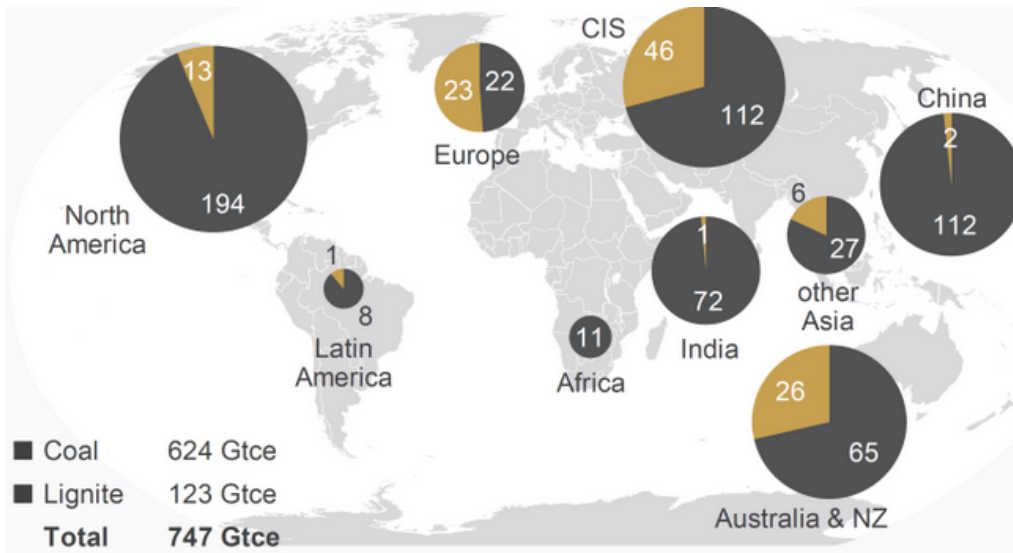 CIS
46
112
13
194
North
America
23
22
Europe
China
2
112
6
27
other
Asia
1
72
India
1
8
Latin
America
11
Africa
26
65
Australia & NZ
Coal 624 Gtce
Lignite 123 Gtce
Total 747 Gtce